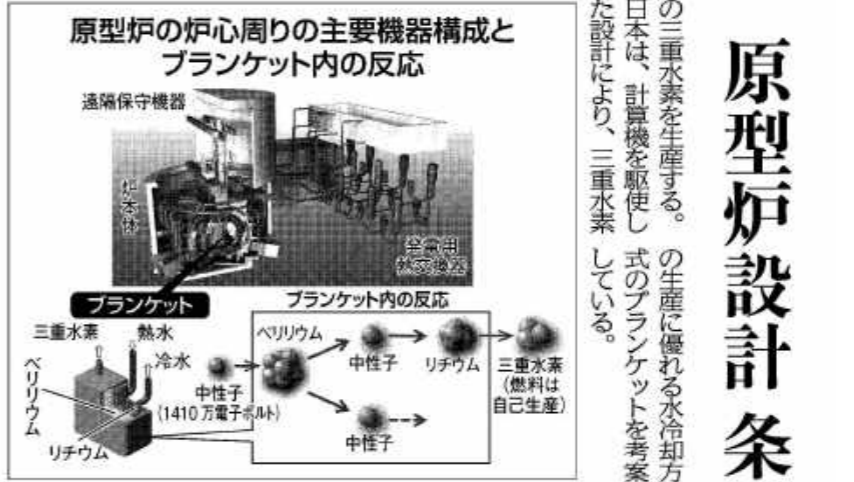 原型炉設計 条
の三重水素を生産する。
日本は、計算機を駆使し
た設計により、三重水素
の生産に優れる水冷却方
式のブランケットを考案
している。
原型炉の炉心周りの主要機器構成と
ブランケット内の反応
遠隔保守機器
炉本体
発電用
熱交換器
ブランケット
ブランケット内の反応
三重水素
熱水
冷水
ベリリウム
リチウム
中性子
(1410万電子ボルト)
ベリリウム
中性子
リチウム
三重水素
(燃料は
自己生産)
中性子